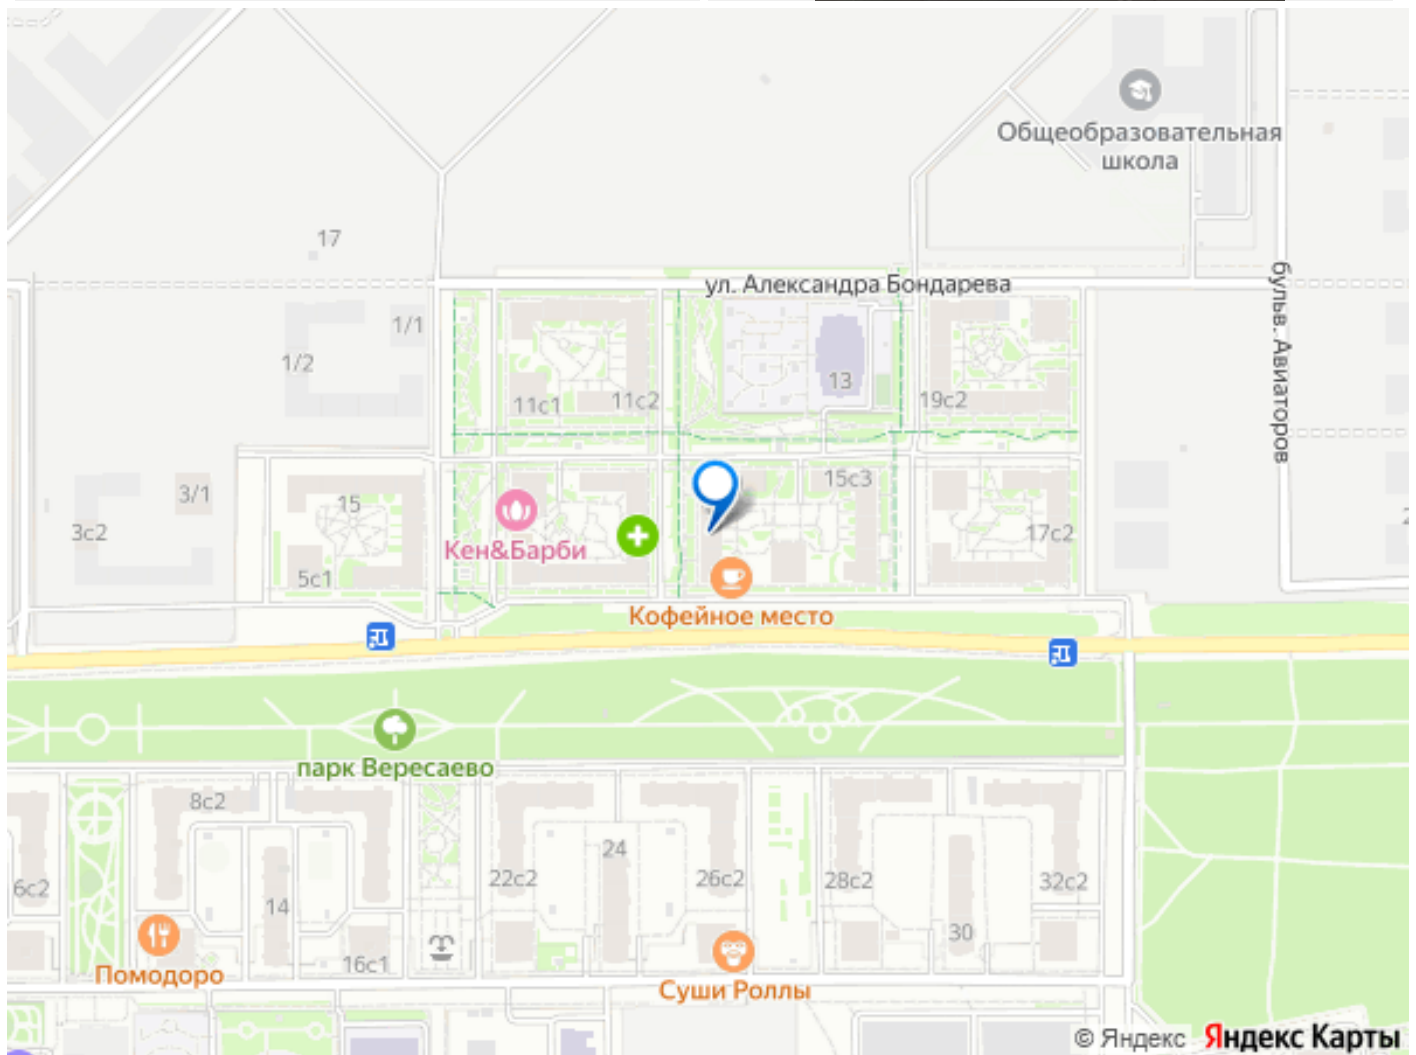 Общеобразовательная
школа
17
ул. Александра Бондарева
бульв. Авиаторов
1/1
1/2
13
11с1
11с2
19с2
3/1
15
15с3
3с2
17с2
Кен&Барби
5с1
Кофейное место
парк Вересаево
8с2
24
22с2
26с2
28с2
32с2
6с2
14
30
16с1
Помодоро
Суши Роллы
© Яндекс Яндекс Карты